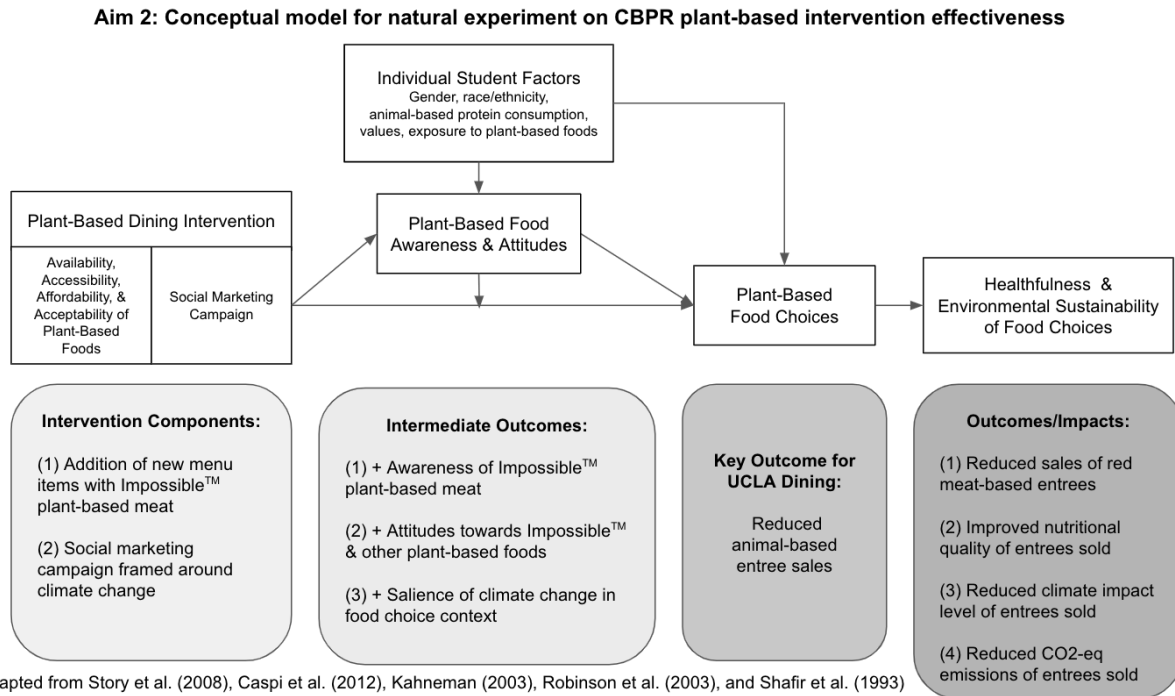 Aim 2: Conceptual model for natural experiment on CBPR plant-based intervention effectiveness
Individual Student Factors
Gender, race/ethnicity,
animal-based protein consumption,
values, exposure to plant-based foods
Plant-Based Dining Intervention
Availability,
Accessibility,
Affordability, &
Acceptability of
Plant-Based
Foods
Social Marketing
Campaign
Plant-Based Food
Awareness & Attitudes
Plant-Based
Food Choices
Healthfulness &
Environmental Sustainability
of Food Choices
Intervention Components:
(1) Addition of new menu
items with Impossible™
plant-based meat
(2) Social marketing
campaign framed around
climate change
Intermediate Outcomes:
(1) + Awareness of Impossible™
plant-based meat
(2) + Attitudes towards Impossible™
& other plant-based foods
(3) + Salience of climate change in
food choice context
Key Outcome for
UCLA Dining:
Reduced
animal-based
entree sales
Outcomes/Impacts:
(1) Reduced sales of red
meat-based entrees
(2) Improved nutritional
quality of entrees sold
(3) Reduced climate impact
level of entrees sold
(4) Reduced CO2-eq
emissions of entrees sold
apted from Story et al. (2008), Caspi et al. (2012), Kahneman (2003), Robinson et al. (2003), and Shafir et al. (1993)